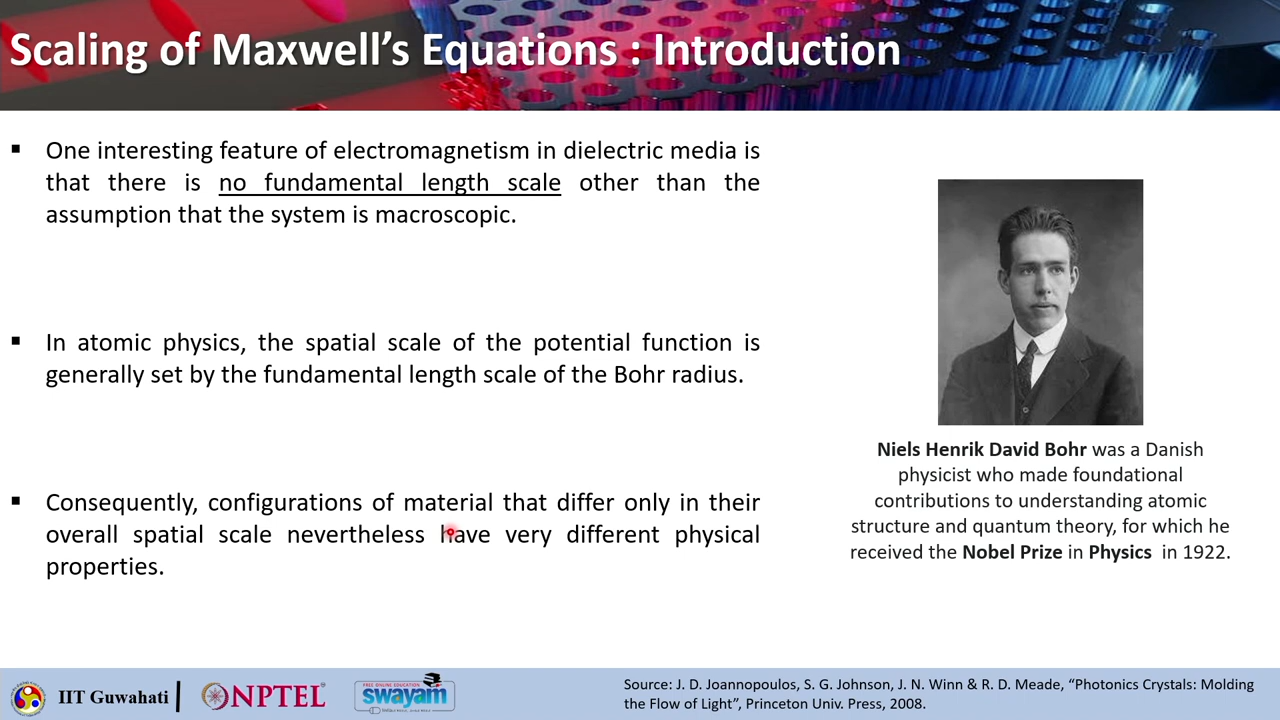 Scaling of Maxwell's Equations : Introduction
▪ One interesting feature of electromagnetism in dielectric media is
that there is no fundamental length scale other than the
assumption that the system is macroscopic.
▪ In atomic physics, the spatial scale of the potential function is
generally set by the fundamental length scale of the Bohr radius.
▪ Consequently, configurations of material that differ only in their
overall spatial scale nevertheless have very different physical
properties.
Niels Henrik David Bohr was a Danish
physicist who made foundational
contributions to understanding atomic
structure and quantum theory, for which he
received the Nobel Prize in Physics in 1922.
IIT Guwahati
NPTEL
FREE ONLINE EDUCATION
swayam
Source: J. D. Joannopoulos, S. G. Johnson, J. N. Winn & R. D. Meade, “Photonics Crystals: Molding
the Flow of Light”, Princeton Univ. Press, 2008.